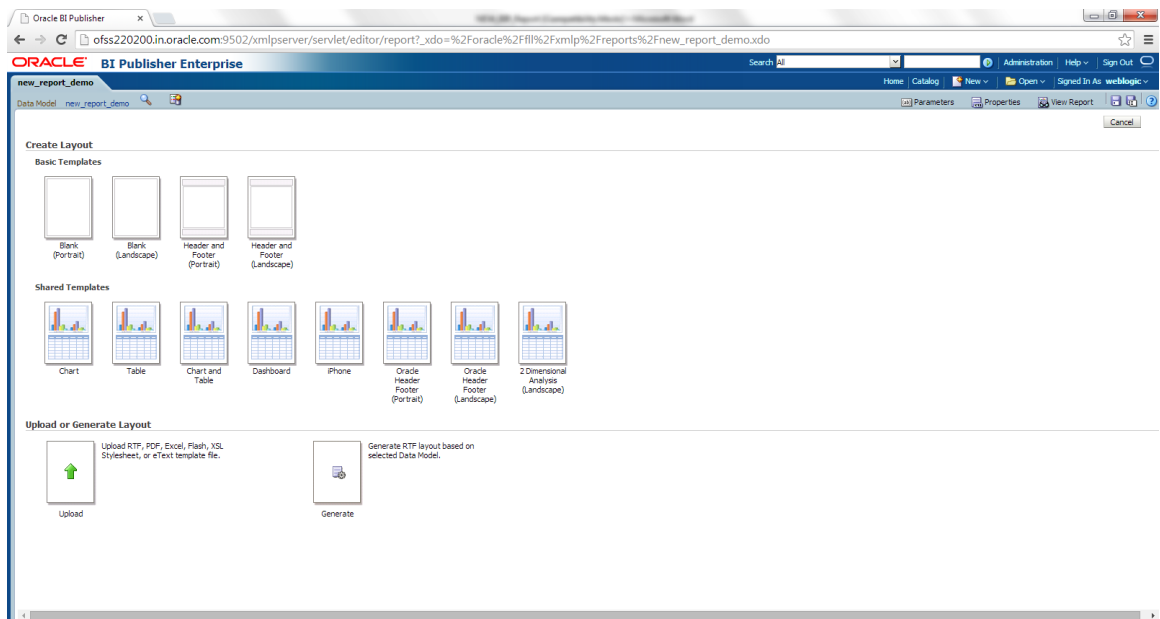 Oracle BI Publisher
ofss220200.in.oracle.com:9502/xmlpserver/servlet/editor/report?_xdo=%2Foracle%2Ffll%2Fxmlp%2Freports%2Fnew_report_demo.xdo
ORACLE BI Publisher Enterprise Search All Administration Help Sign Out
new_report_demo Home Catalog New Open Signed In As weblogic
Data Model new_report_demo Parameters Properties View Report
Cancel
Create Layout
Basic Templates
Blank (Portrait)
Blank (Landscape)
Header and Footer (Portrait)
Header and Footer (Landscape)
Shared Templates
Chart
Table
Chart and Table
Dashboard
iPhone
Oracle Header Footer (Portrait)
Oracle Header Footer (Landscape)
2 Dimensional Analysis (Landscape)
Upload or Generate Layout
Upload RTF, PDF, Excel, Flash, XSL
Stylesheet, or eText template file.
Upload
Generate RTF layout based on
selected Data Model.
Generate